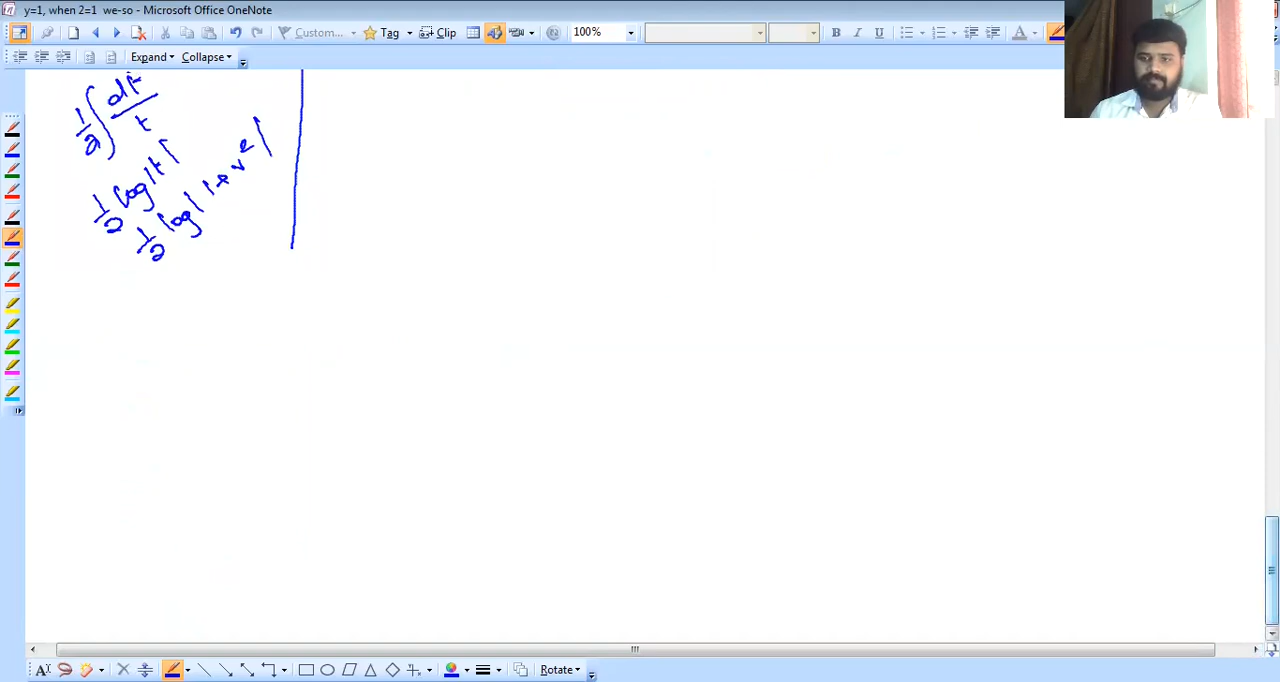 y=1, when 2=1 we-so - Microsoft Office OneNote
Custom... Tag Clip 100% B I U A
Expand Collapse
1/2 ∫ dt/t
1/2 log|t|
1/2 log|1+v²|
A Rotate